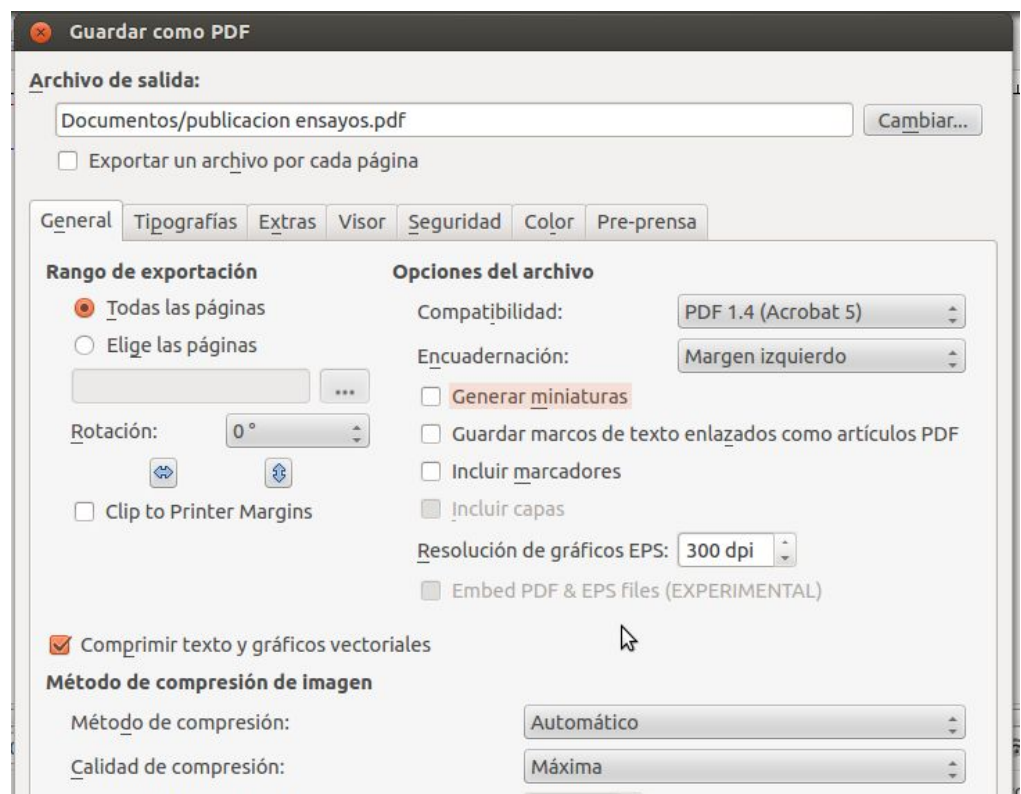 Guardar como PDF
Archivo de salida:
Documentos/publicacion ensayos.pdf
Cambiar...
Exportar un archivo por cada página
General Tipografías Extras Visor Seguridad Color Pre-prensa
Rango de exportación
Todas las páginas
Elige las páginas
...
Rotación: 0 °
Clip to Printer Margins
Opciones del archivo
Compatibilidad: PDF 1.4 (Acrobat 5)
Encuadernación: Margen izquierdo
Generar miniaturas
Guardar marcos de texto enlazados como artículos PDF
Incluir marcadores
Incluir capas
Resolución de gráficos EPS: 300 dpi
Embed PDF & EPS files (EXPERIMENTAL)
Comprimir texto y gráficos vectoriales
Método de compresión de imagen
Método de compresión: Automático
Calidad de compresión: Máxima